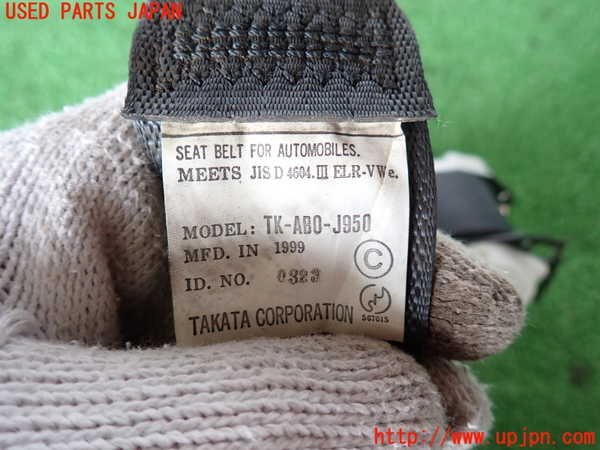 USED PARTS JAPAN
SEAT BELT FOR AUTOMOBILES.
MEETS JIS D 4604.III ELR-VWe.
MODEL: TK-AB0-J950
MFD. IN 1999
ID. NO. 0323
C
S6701S
TAKATA CORPORATION
http://www.upjpn.com/